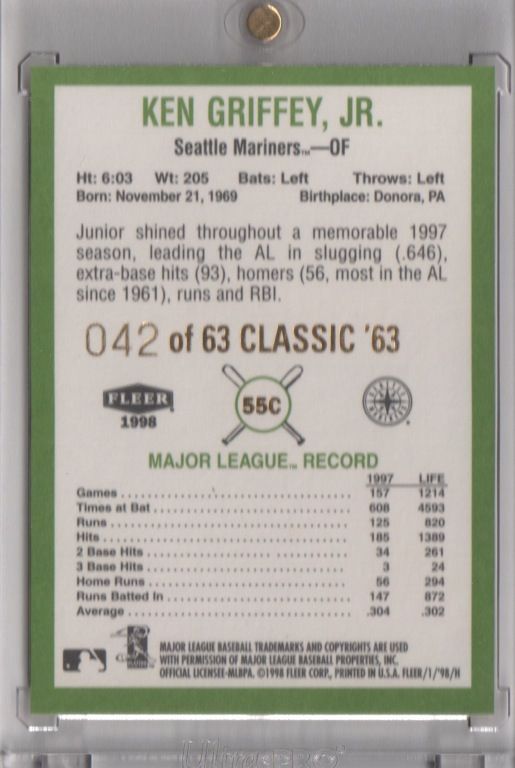 KEN GRIFFEY, JR.
Seattle Mariners™—OF
Ht: 6:03 Wt: 205 Bats: Left Throws: Left
Born: November 21, 1969 Birthplace: Donora, PA
Junior shined throughout a memorable 1997
season, leading the AL in slugging (.646),
extra-base hits (93), homers (56, most in the AL
since 1961), runs and RBI.
042 of 63 CLASSIC '63
FLEER
1998
55C
MAJOR LEAGUE™ RECORD
1997 LIFE
Games 157 1214
Times at Bat 608 4593
Runs 125 820
Hits 185 1389
2 Base Hits 34 261
3 Base Hits 3 24
Home Runs 56 294
Runs Batted In 147 872
Average .304 .302
MAJOR LEAGUE BASEBALL TRADEMARKS AND COPYRIGHTS ARE USED
WITH PERMISSION OF MAJOR LEAGUE BASEBALL PROPERTIES, INC.
OFFICIAL LICENSEE-MLBPA. ©1998 FLEER CORP., PRINTED IN U.S.A. FLEER/1/'98/H
Ultra PRO